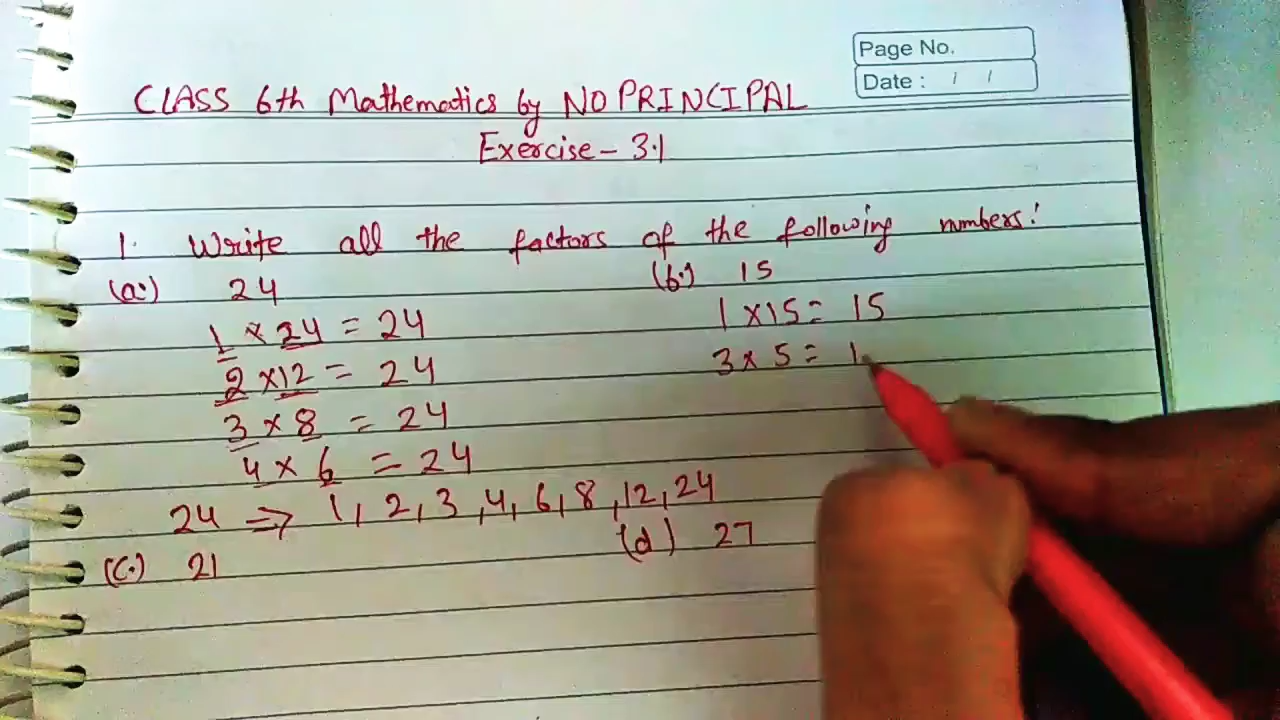 Page No.
Date : / /
CLASS 6th Mathematics by NO PRINCIPAL
Exercise - 3.1
1. Write all the factors of the following numbers:
(a.) 24
1 × 24 = 24
2 × 12 = 24
3 × 8 = 24
4 × 6 = 24
24 ⇒ 1, 2, 3, 4, 6, 8, 12, 24
(b.) 15
1 × 15 = 15
3 × 5 = 1
(c.) 21
(d) 27